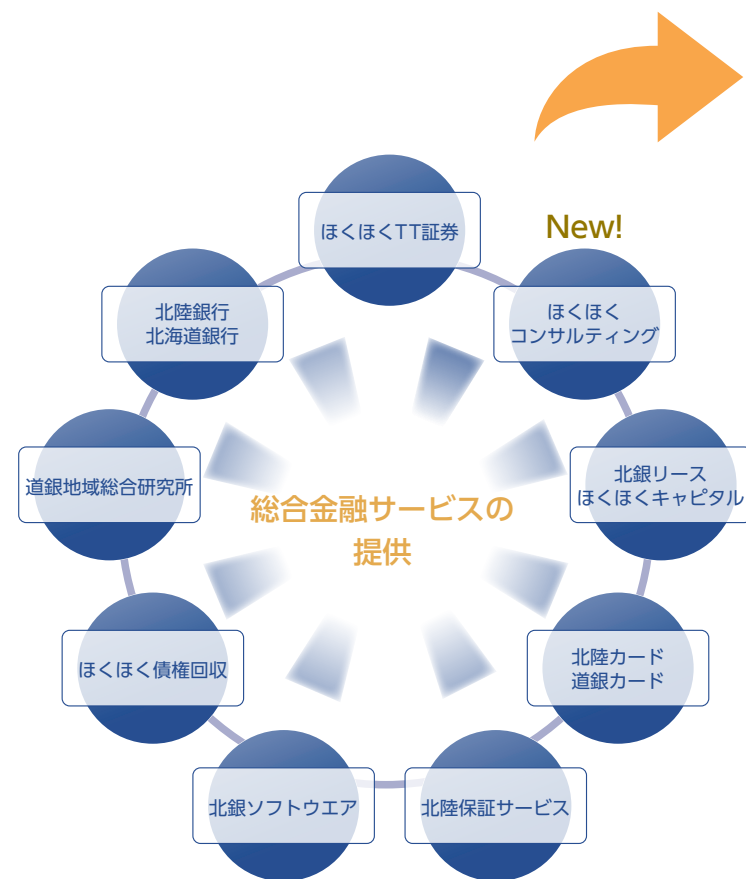 ほくほくTT証券
New!
ほくほく
コンサルティング
北陸銀行
北海道銀行
北銀リース
ほくほくキャピタル
道銀地域総合研究所
総合金融サービスの
提供
北陸カード
道銀カード
ほくほく債権回収
北銀ソフトウエア
北陸保証サービス